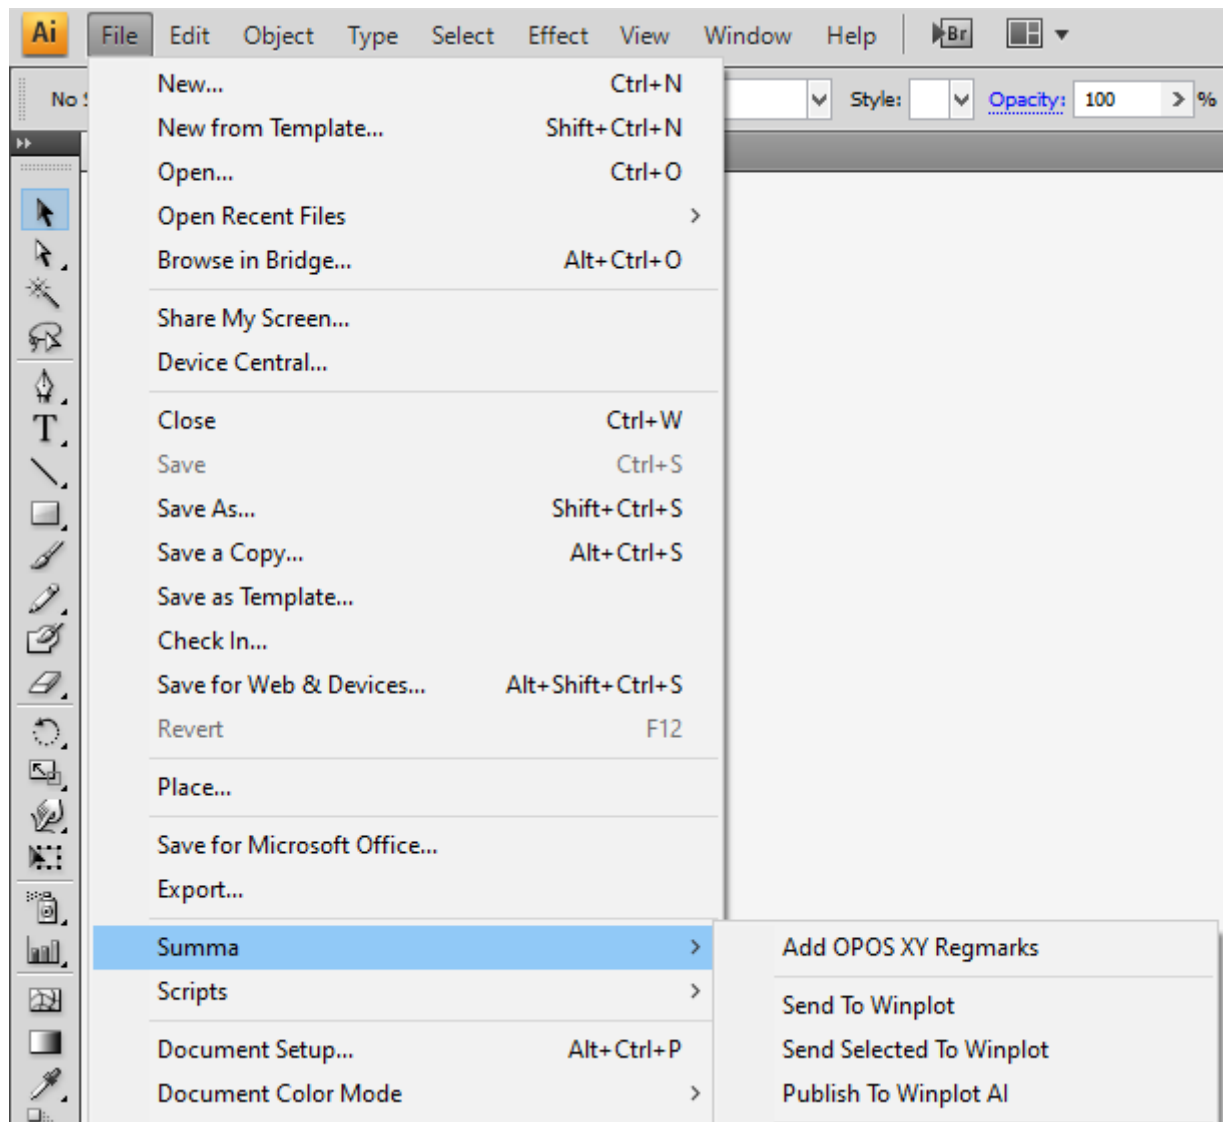 Ai File Edit Object Type Select Effect View Window Help Br
No Style: Opacity: 100 %
New... Ctrl+N
New from Template... Shift+Ctrl+N
Open... Ctrl+O
Open Recent Files
Browse in Bridge... Alt+Ctrl+O
Share My Screen...
Device Central...
Close Ctrl+W
Save Ctrl+S
Save As... Shift+Ctrl+S
Save a Copy... Alt+Ctrl+S
Save as Template...
Check In...
Save for Web & Devices... Alt+Shift+Ctrl+S
Revert F12
Place...
Save for Microsoft Office...
Export...
Summa Add OPOS XY Regmarks
Scripts
Send To Winplot
Document Setup... Alt+Ctrl+P Send Selected To Winplot
Document Color Mode Publish To Winplot AI